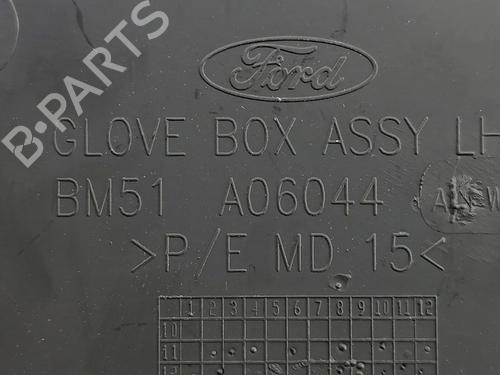 B-PARTS
Ford
GLOVE BOX ASSY LH
BM51 A06044
>P/E MD 15<
1 2 3 4 5 6 7 8 9 10 11 12
10
11